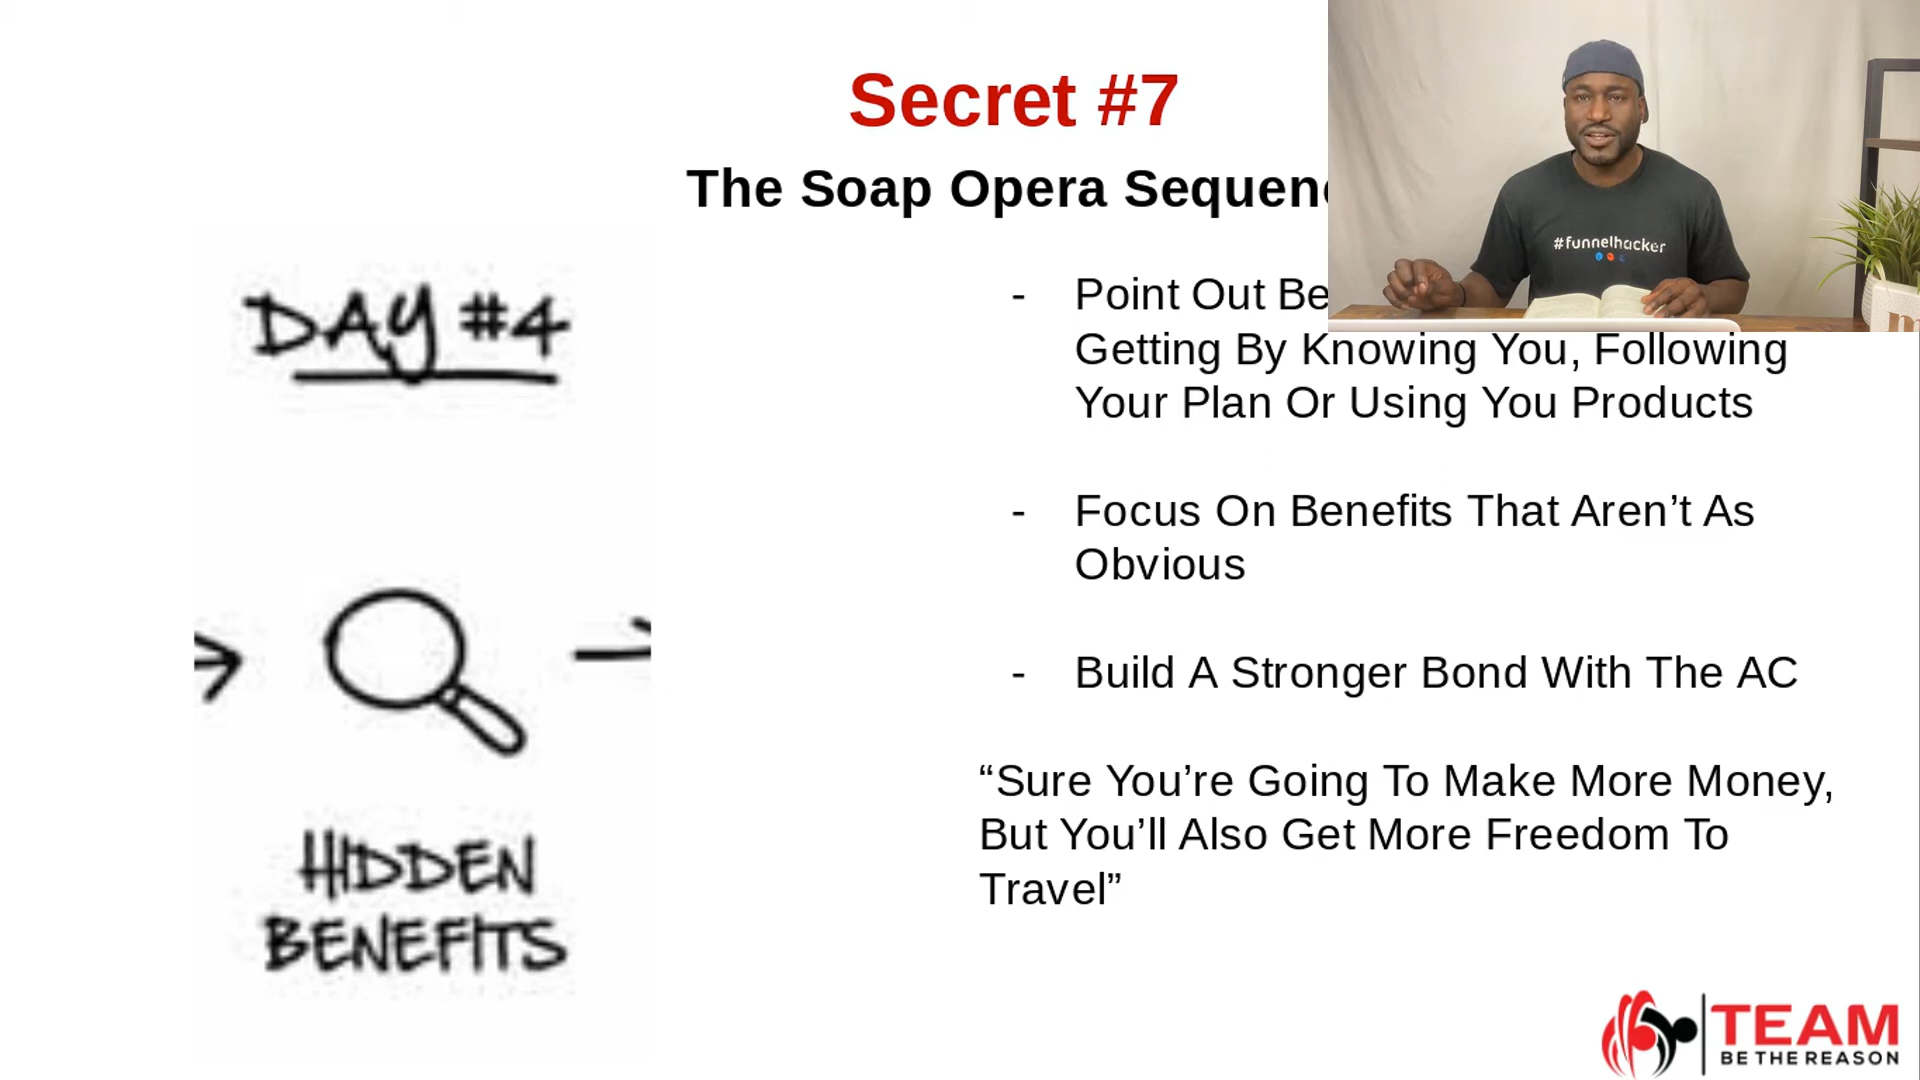 Secret #7
The Soap Opera Sequen
DAY #4
HIDDEN
BENEFITS
- Point Out Be
Getting By Knowing You, Following
Your Plan Or Using You Products
- Focus On Benefits That Aren’t As
Obvious
- Build A Stronger Bond With The AC
“Sure You’re Going To Make More Money,
But You’ll Also Get More Freedom To
Travel”
#funnelhacker
TEAM
BE THE REASON